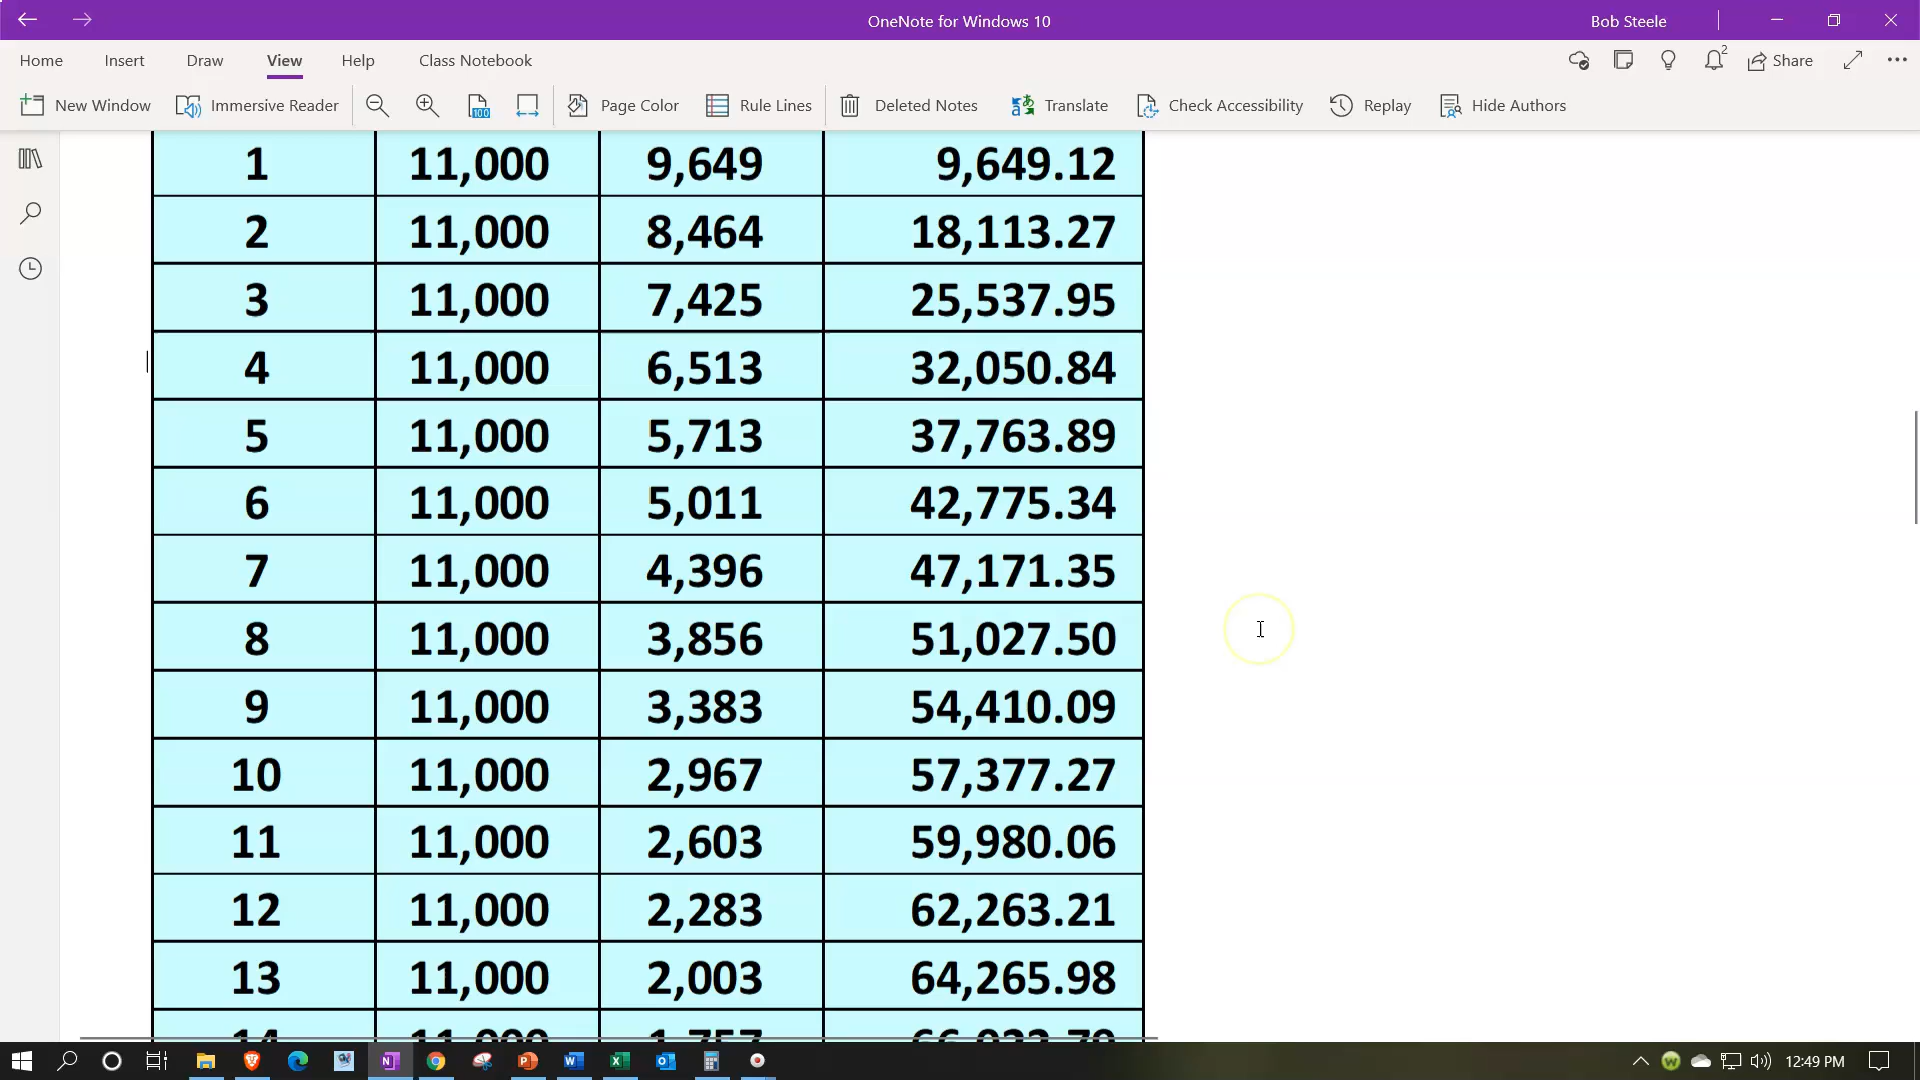 OneNote for Windows 10
Bob Steele
Home Insert Draw View Help Class Notebook
2
Share
New Window Immersive Reader 100 Page Color Rule Lines Deleted Notes Translate Check Accessibility Replay Hide Authors
1 11,000 9,649 9,649.12
2 11,000 8,464 18,113.27
3 11,000 7,425 25,537.95
4 11,000 6,513 32,050.84
5 11,000 5,713 37,763.89
6 11,000 5,011 42,775.34
7 11,000 4,396 47,171.35
8 11,000 3,856 51,027.50
9 11,000 3,383 54,410.09
10 11,000 2,967 57,377.27
11 11,000 2,603 59,980.06
12 11,000 2,283 62,263.21
13 11,000 2,003 64,265.98
14 11,000 1,757
12:49 PM